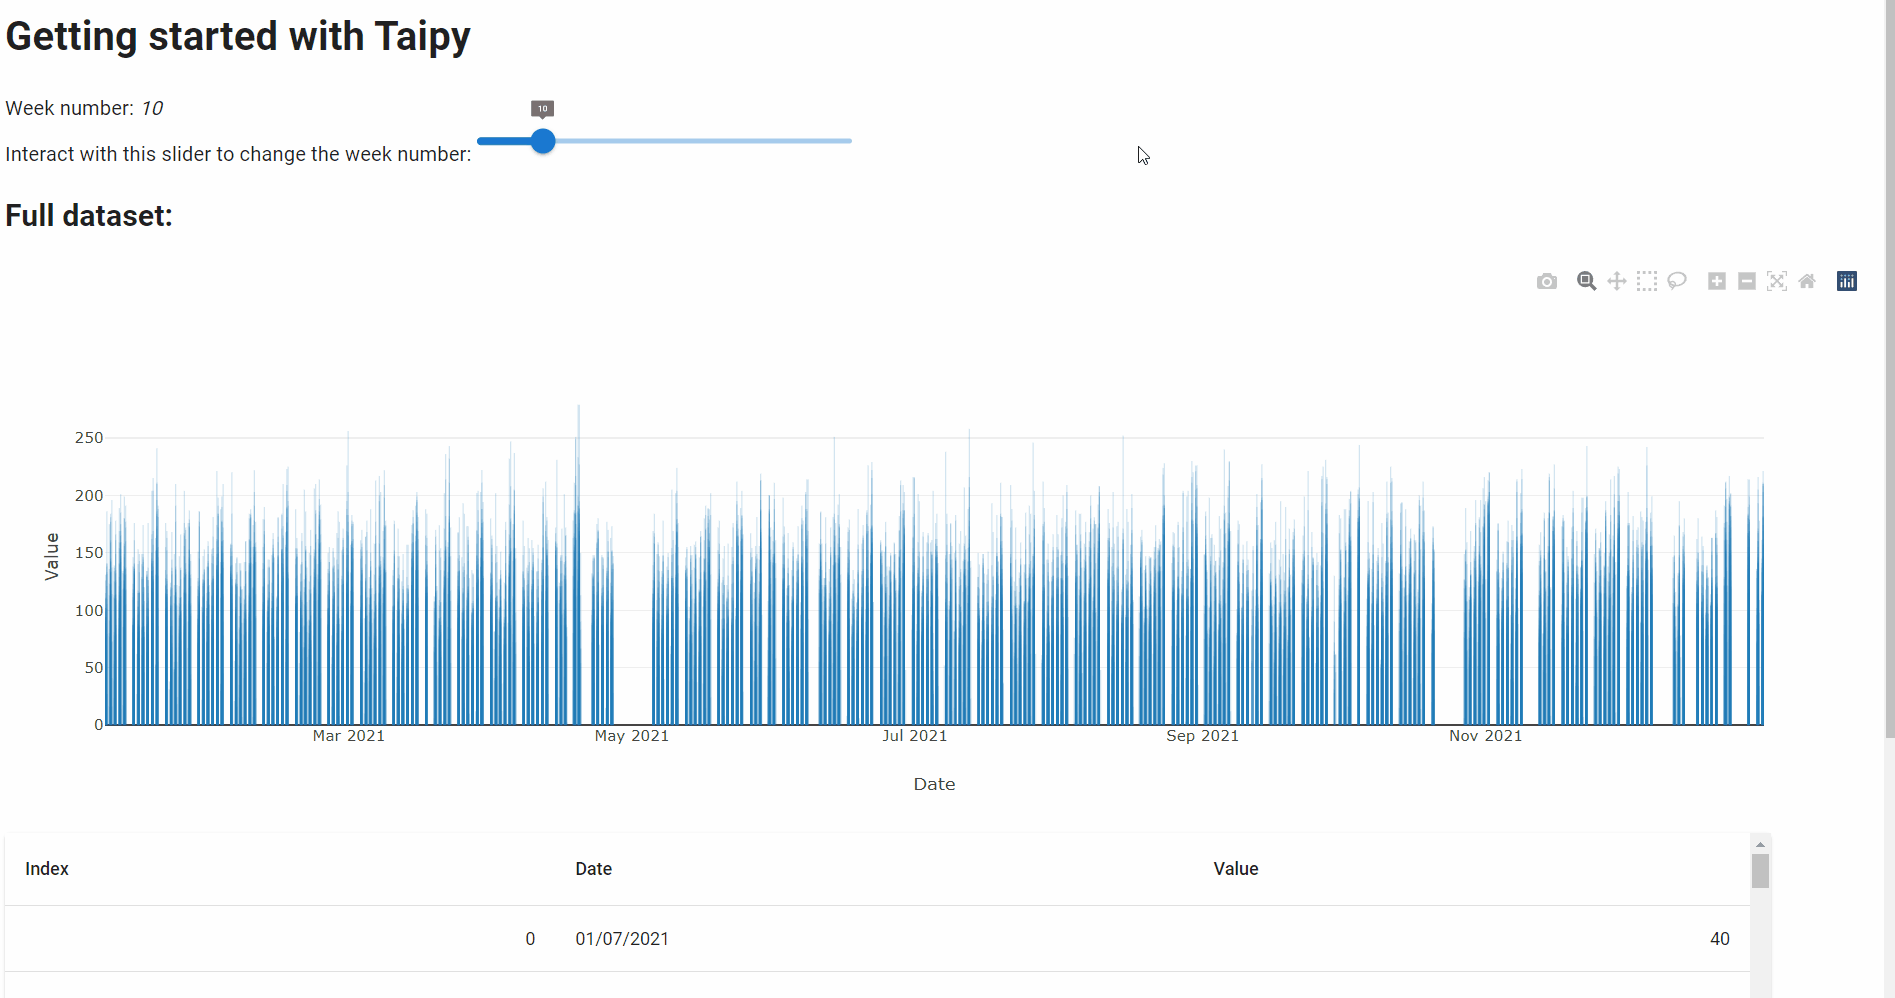 Getting started with Taipy
Week number: 10
10
Interact with this slider to change the week number:
Full dataset:
250
200
150
100
50
0
Value
Mar 2021 May 2021 Jul 2021 Sep 2021 Nov 2021
Date
Index Date Value
0 01/07/2021 40